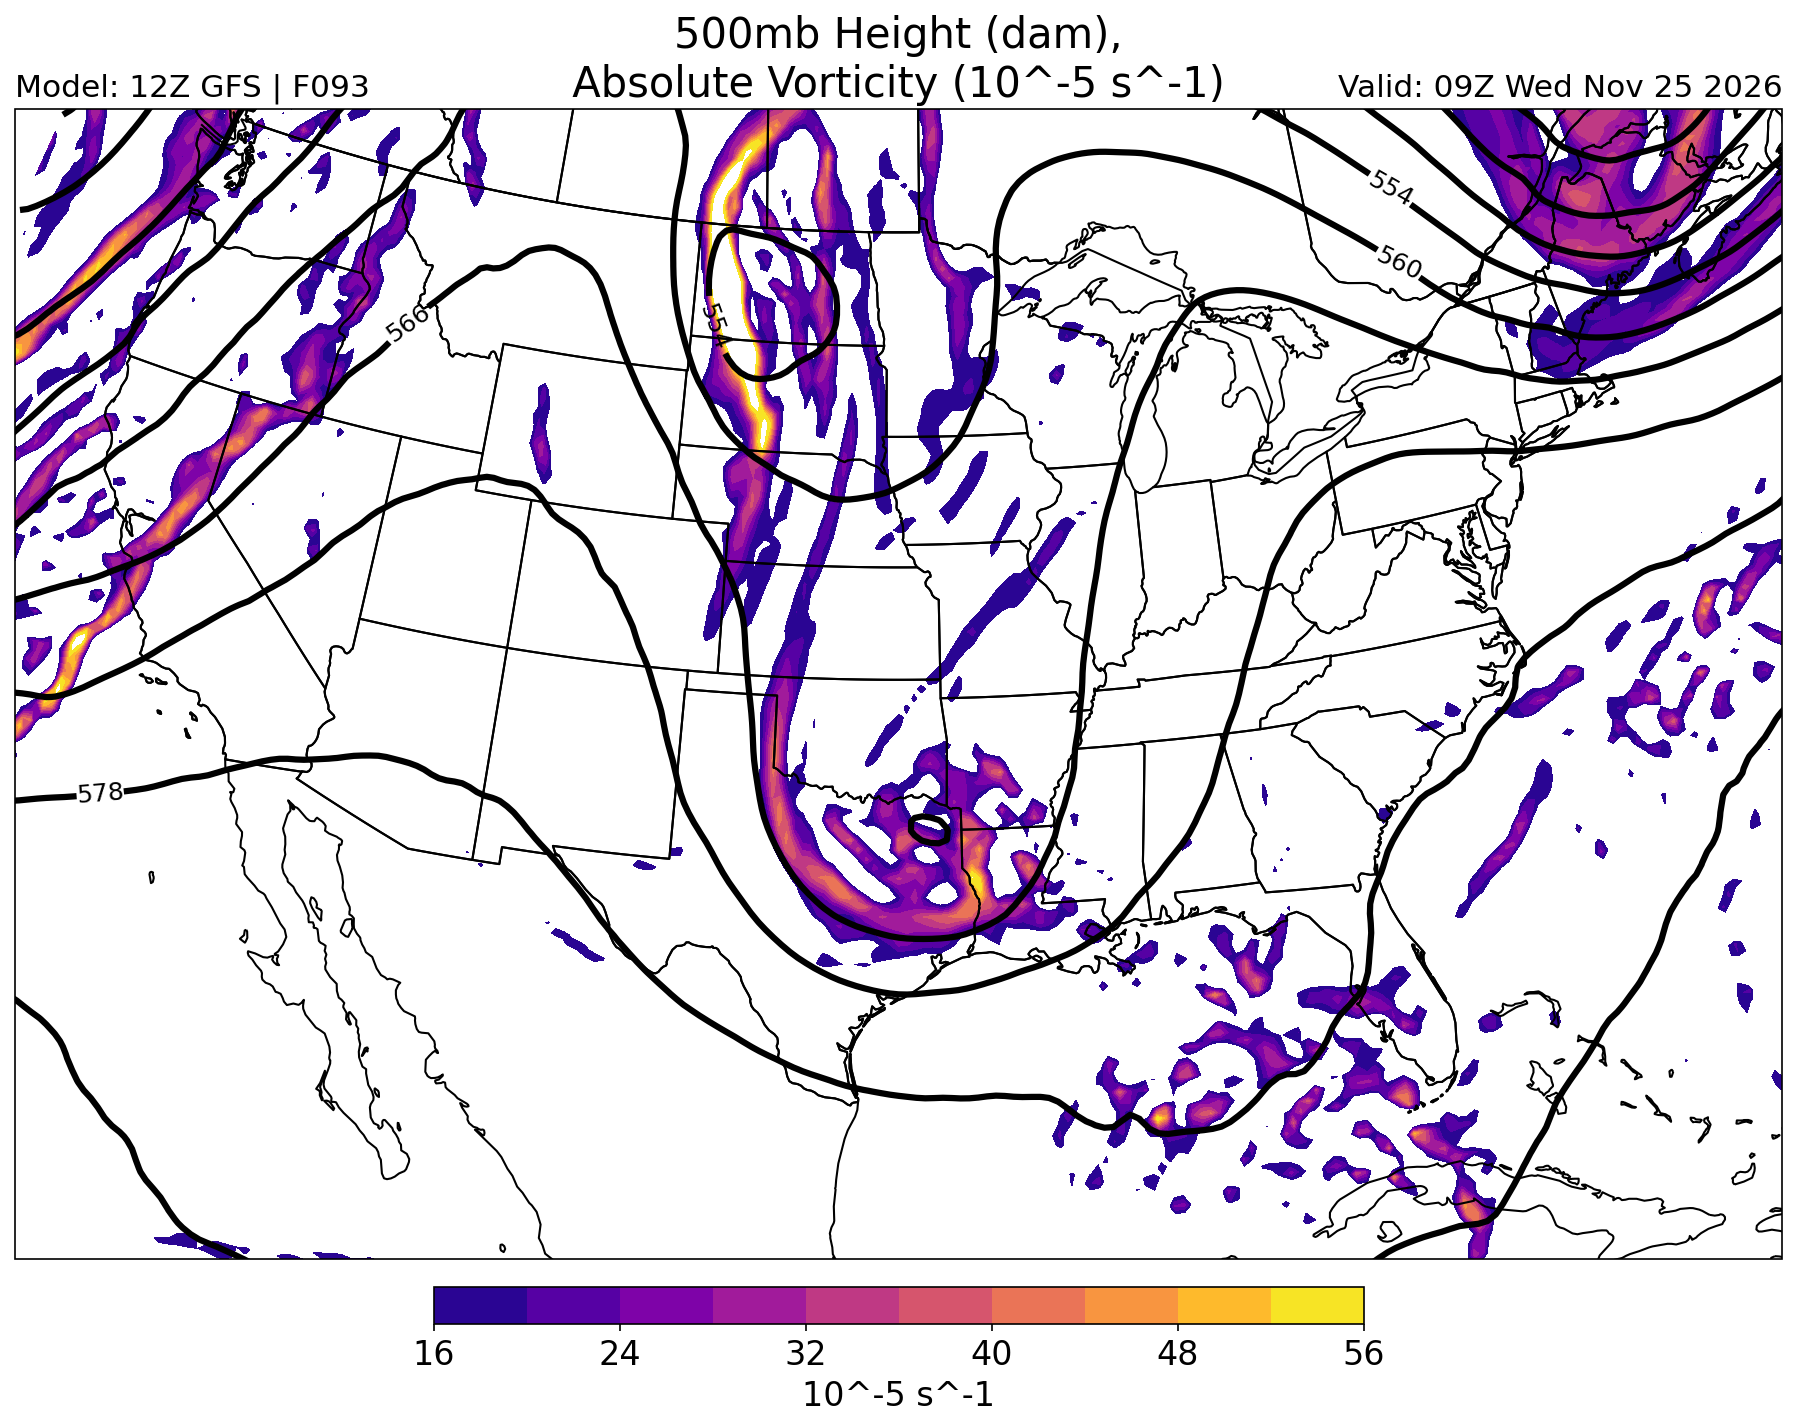 500mb Height (dam),
Model: 12Z GFS | F093
Absolute Vorticity (10^-5 s^-1)
Valid: 09Z Wed Nov 25 2026
554
560
566
554
578
16 24 32 40 48 56
10^-5 s^-1